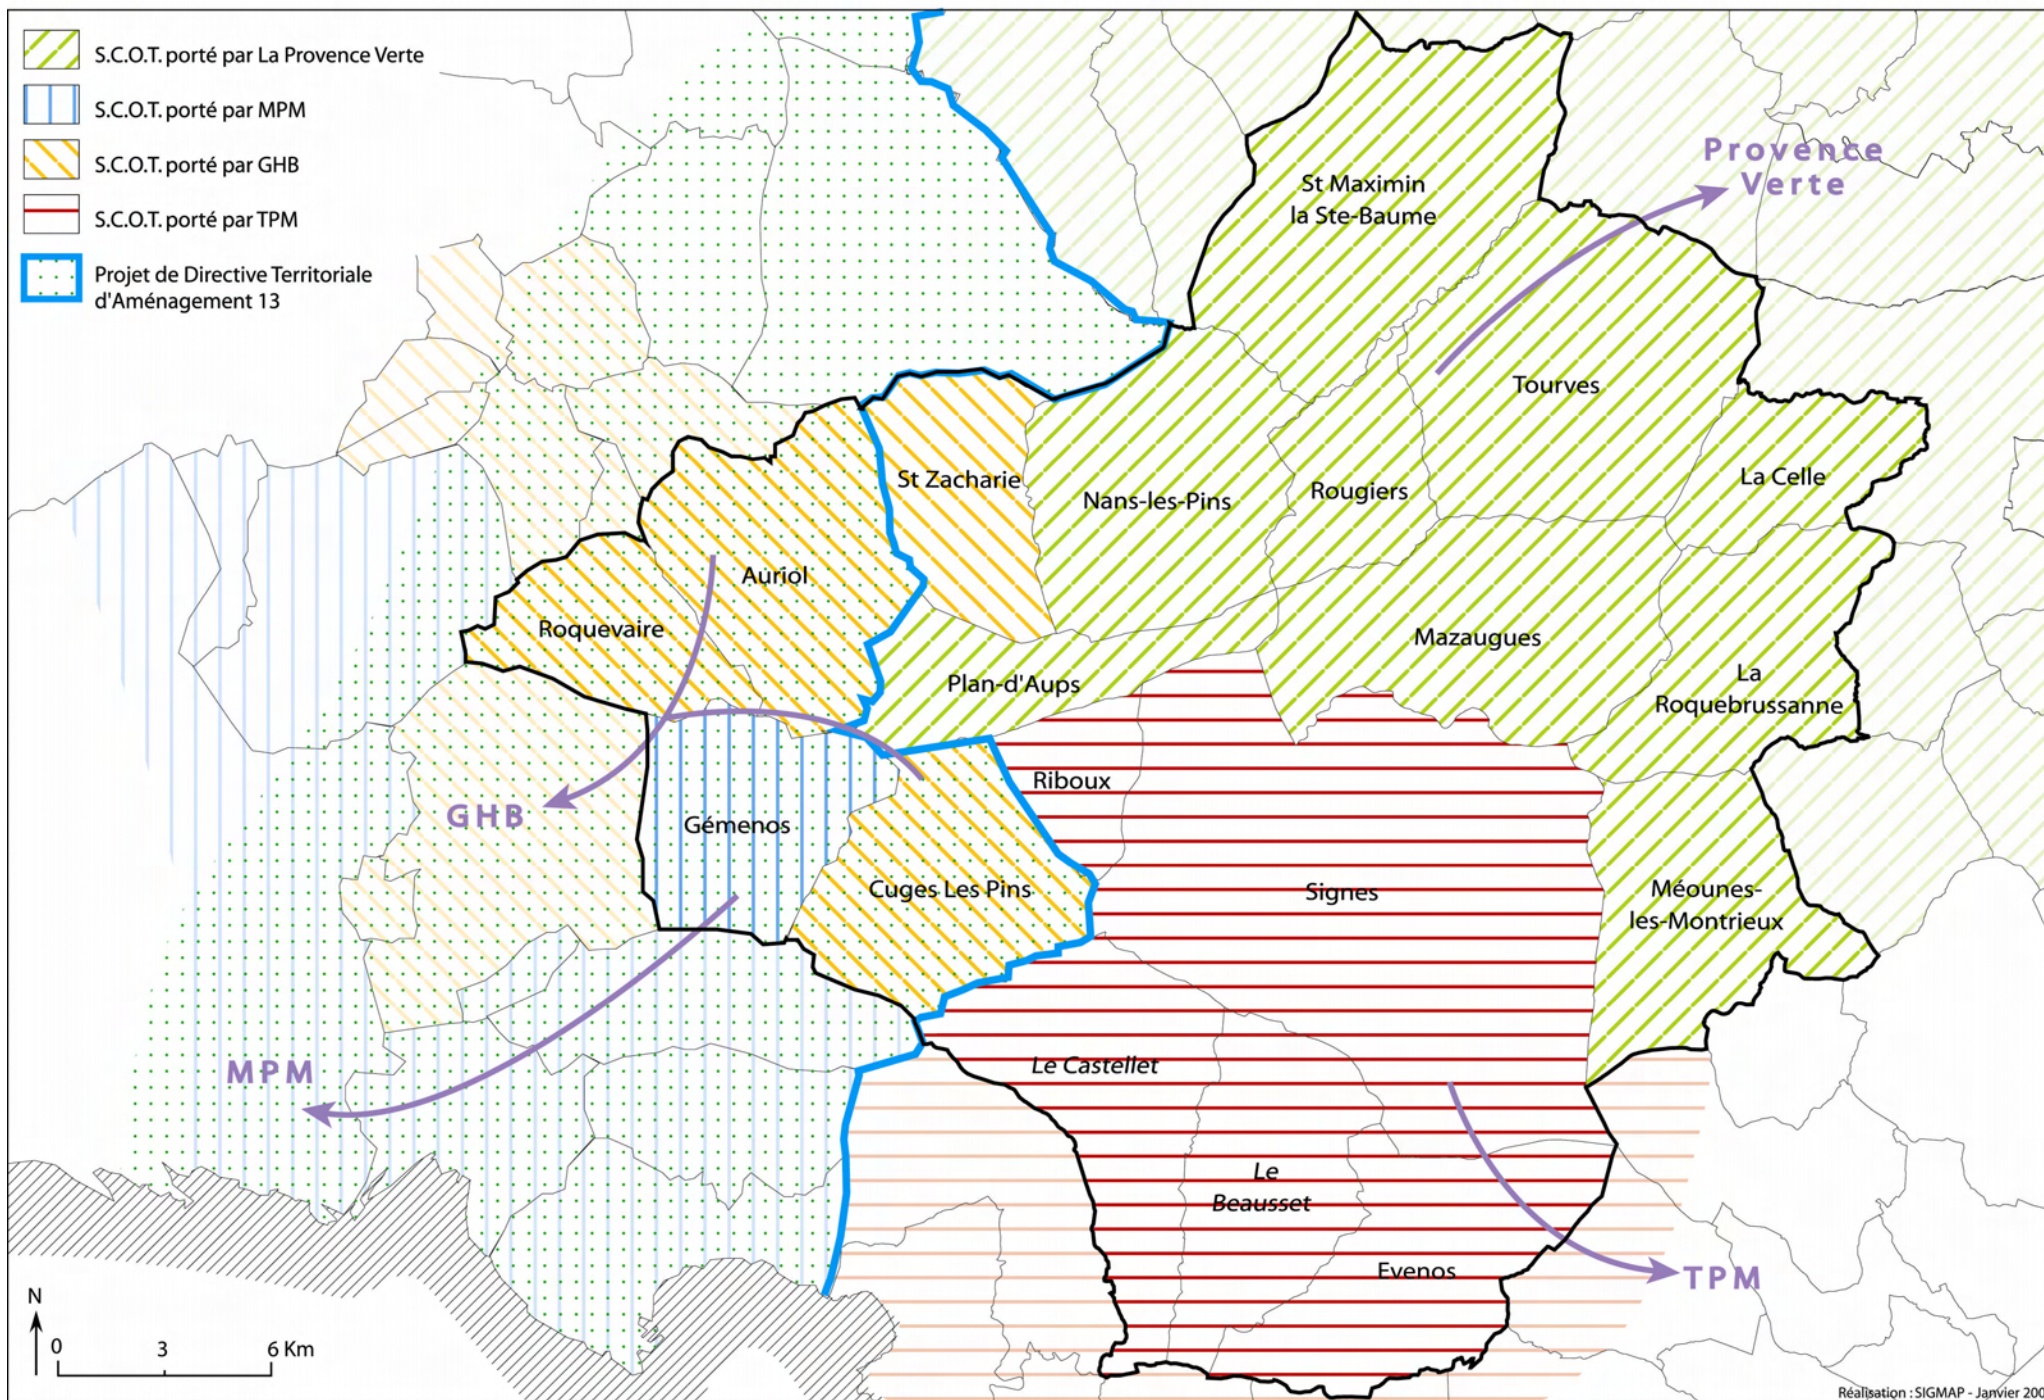 S.C.O.T. porté par La Provence Verte
S.C.O.T. porté par MPM
S.C.O.T. porté par GHB
S.C.O.T. porté par TPM
Projet de Directive Territoriale
d'Aménagement 13
Provence
Verte
St Maximin
la Ste-Baume
Tourves
La Celle
St Zacharie
Nans-les-Pins
Rougiers
Auriol
Roquevaire
Mazaugues
Plan-d'Aups
La
Roquebrussanne
Riboux
GHB
Gémenos
Cuges Les Pins
Signes
Méounes-
les-Montrieux
MPM
Le Castellet
Le
Beausset
Evenos
TPM
N
0 3 6 Km
Réalisation : SIGMAP - Janvier